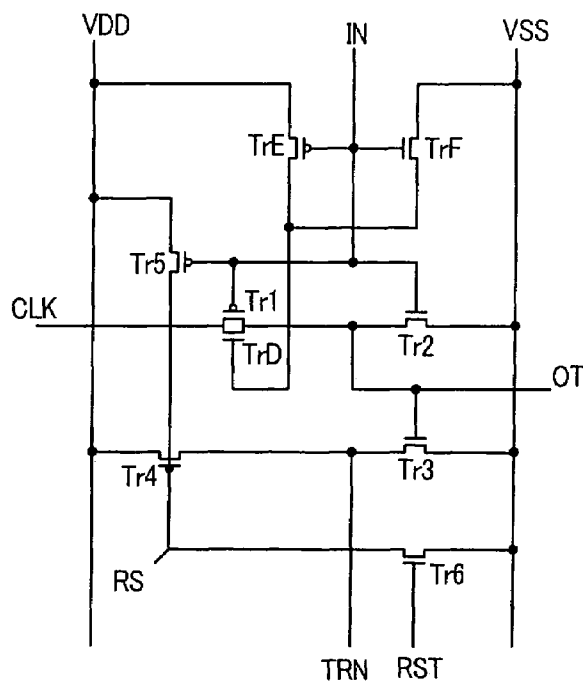 VDD
IN
VSS
TrE
TrF
Tr5
Tr1
CLK
TrD
Tr2
OT
Tr4
Tr3
RS
Tr6
TRN
RST